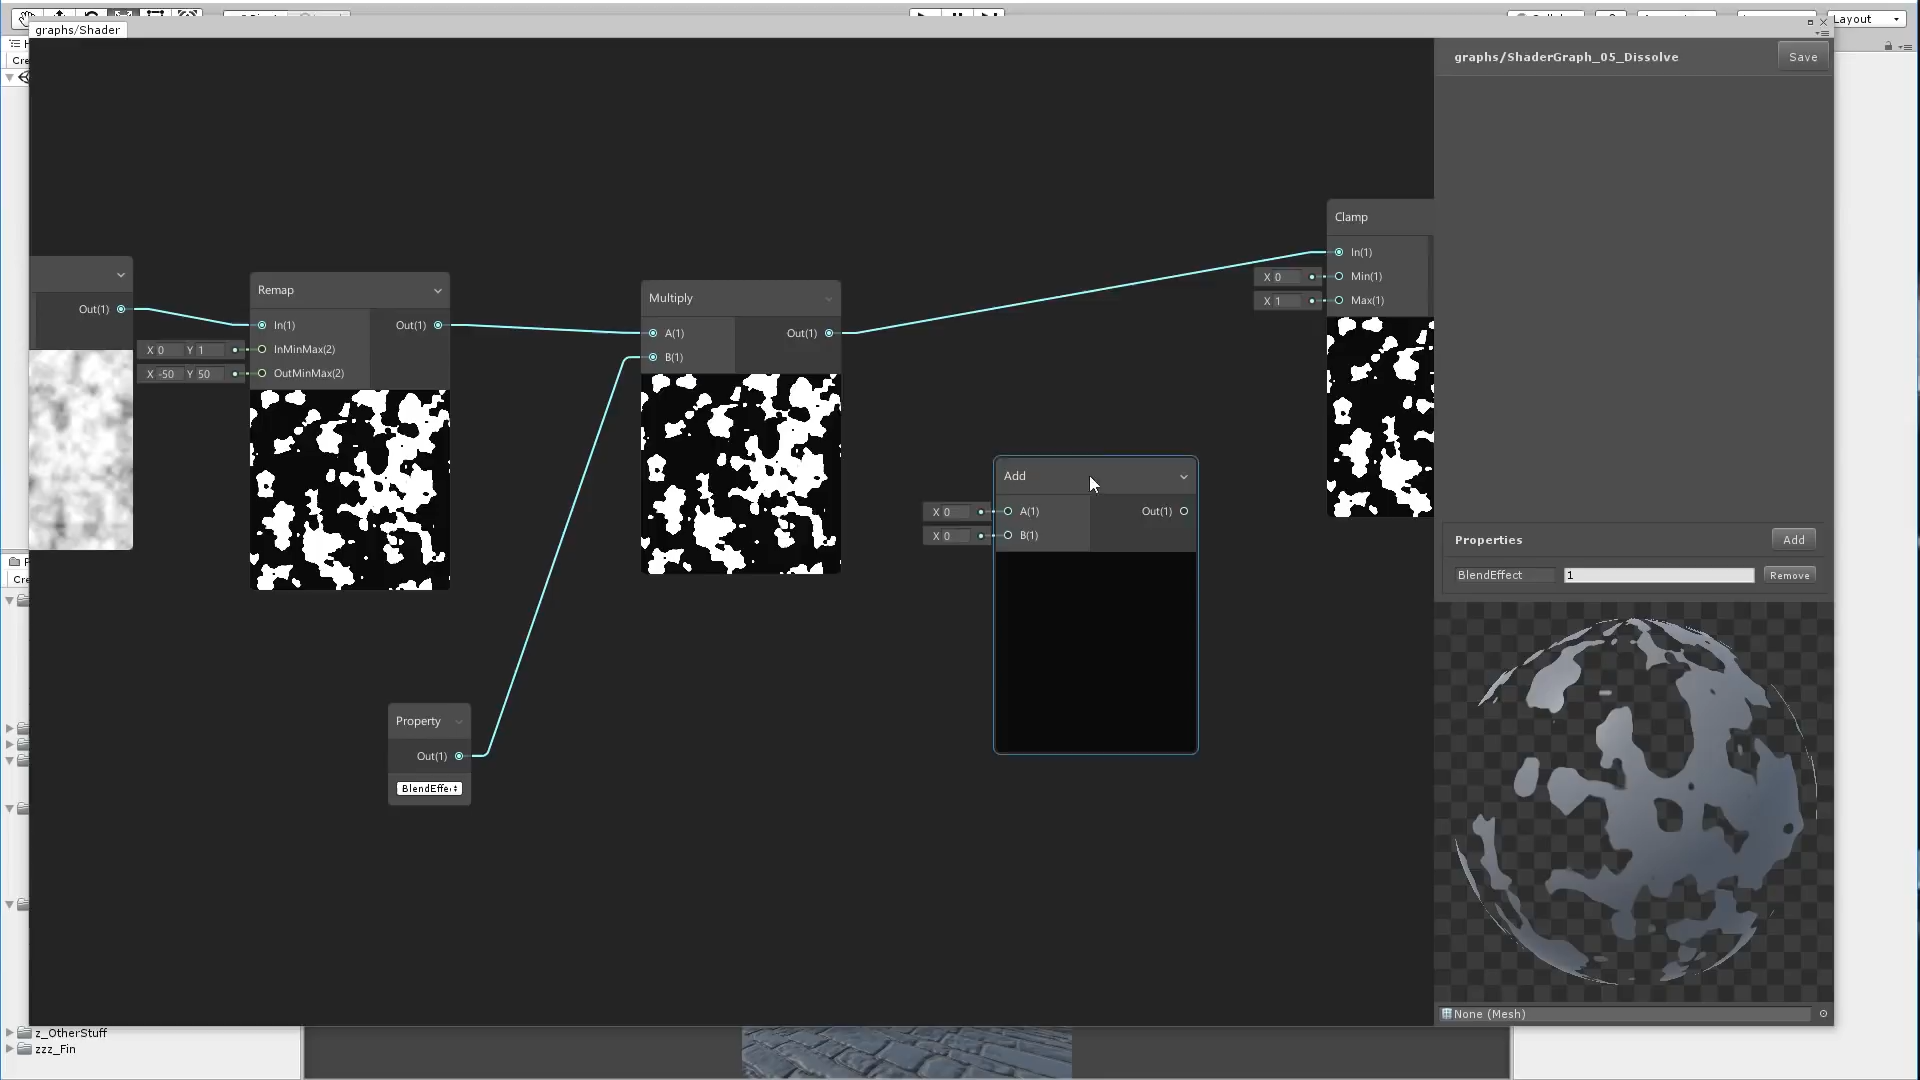 Layout
graphs/Shader
Cre
graphs/ShaderGraph_05_Dissolve
Save
Clamp
In(1)
X 0
Min(1)
X 1
Max(1)
Out(1)
Remap
In(1)
Out(1)
X 0 Y 1
InMinMax(2)
X -50 Y 50
OutMinMax(2)
Multiply
A(1)
Out(1)
B(1)
Add
X 0
A(1)
Out(1)
X 0
B(1)
Property
Out(1)
BlendEffe
Properties
Add
BlendEffect
1
Remove
None (Mesh)
Cre
z_OtherStuff
zzz_Fin